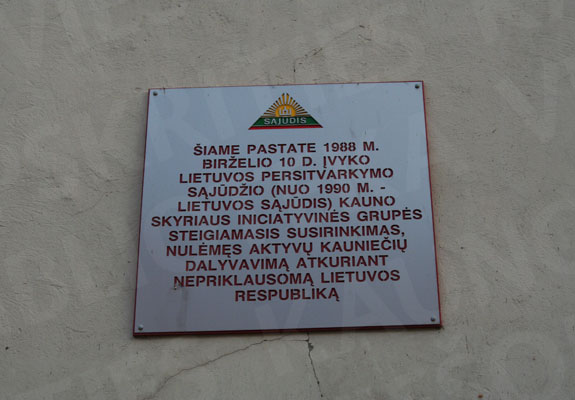 SĄJŪDIS
ŠIAME PASTATE 1988 M.
BIRŽELIO 10 D. ĮVYKO
LIETUVOS PERSITVARKYMO
SĄJŪDŽIO (NUO 1990 M. -
LIETUVOS SĄJŪDIS) KAUNO
SKYRIAUS INICIATYVINĖS GRUPĖS
STEIGIAMASIS SUSIRINKIMAS,
NULĖMĘS AKTYVŲ KAUNIEČIŲ
DALYVAVIMĄ ATKURIANT
NEPRIKLAUSOMĄ LIETUVOS
RESPUBLIKĄ